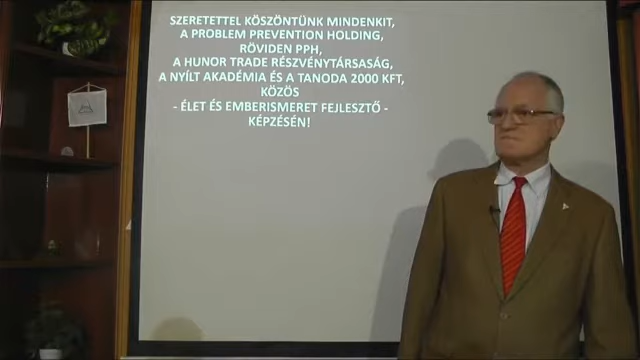 SZERETETTEL KÖSZÖNTÜNK MINDENKIT,
A PROBLEM PREVENTION HOLDING,
RÖVIDEN PPH,
A HUNOR TRADE RÉSZVÉNYTÁRSASÁG,
A NYÍLT AKADÉMIA ÉS A TANODA 2000 KFT,
KÖZÖS
- ÉLET ÉS EMBERISMERET FEJLESZTŐ -
KÉPZÉSÉN!